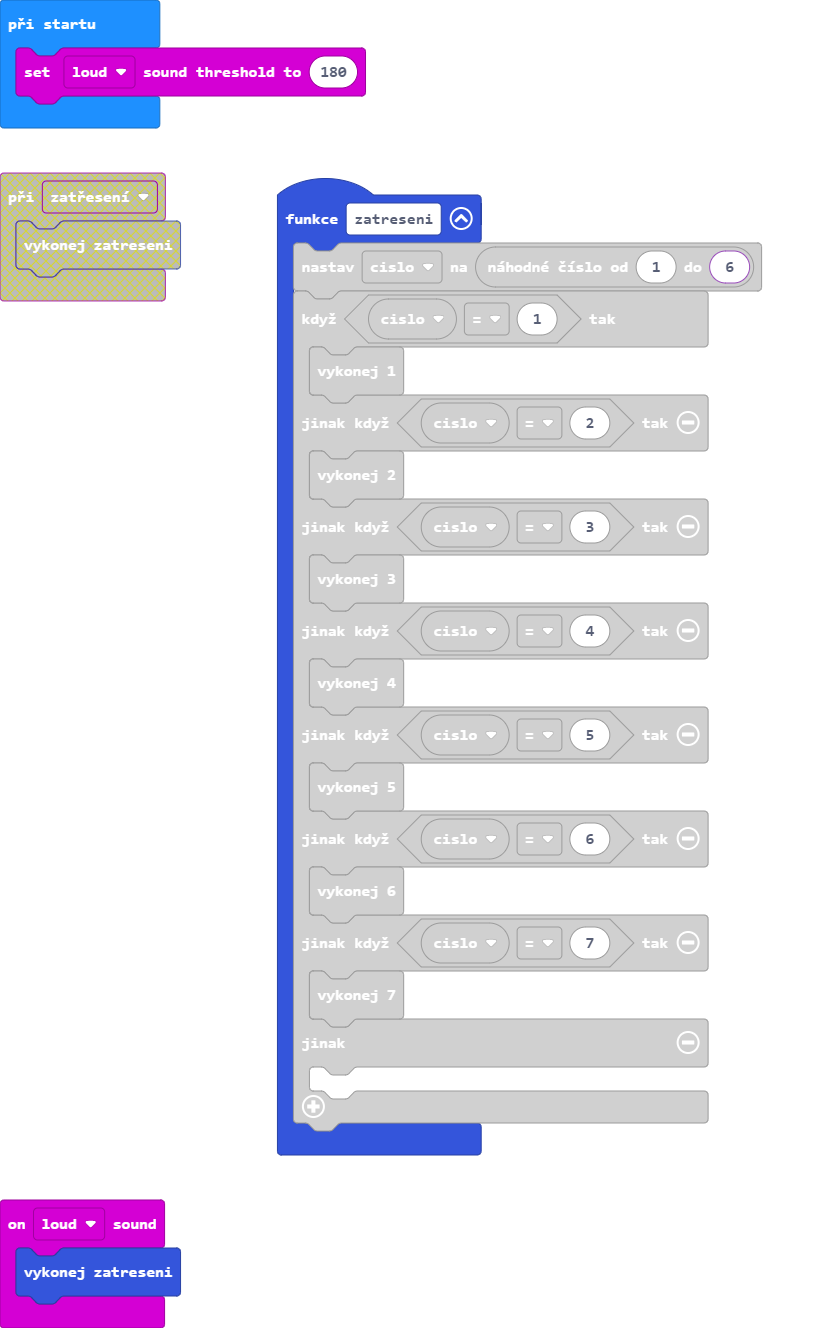 při startu
set loud sound threshold to 180
při zatřesení
vykonej zatreseni
funkce zatreseni
nastav cislo na náhodné číslo od 1 do 6
když cislo = 1 tak
vykonej 1
jinak když cislo = 2 tak
vykonej 2
jinak když cislo = 3 tak
vykonej 3
jinak když cislo = 4 tak
vykonej 4
jinak když cislo = 5 tak
vykonej 5
jinak když cislo = 6 tak
vykonej 6
jinak když cislo = 7 tak
vykonej 7
jinak
on loud sound
vykonej zatreseni